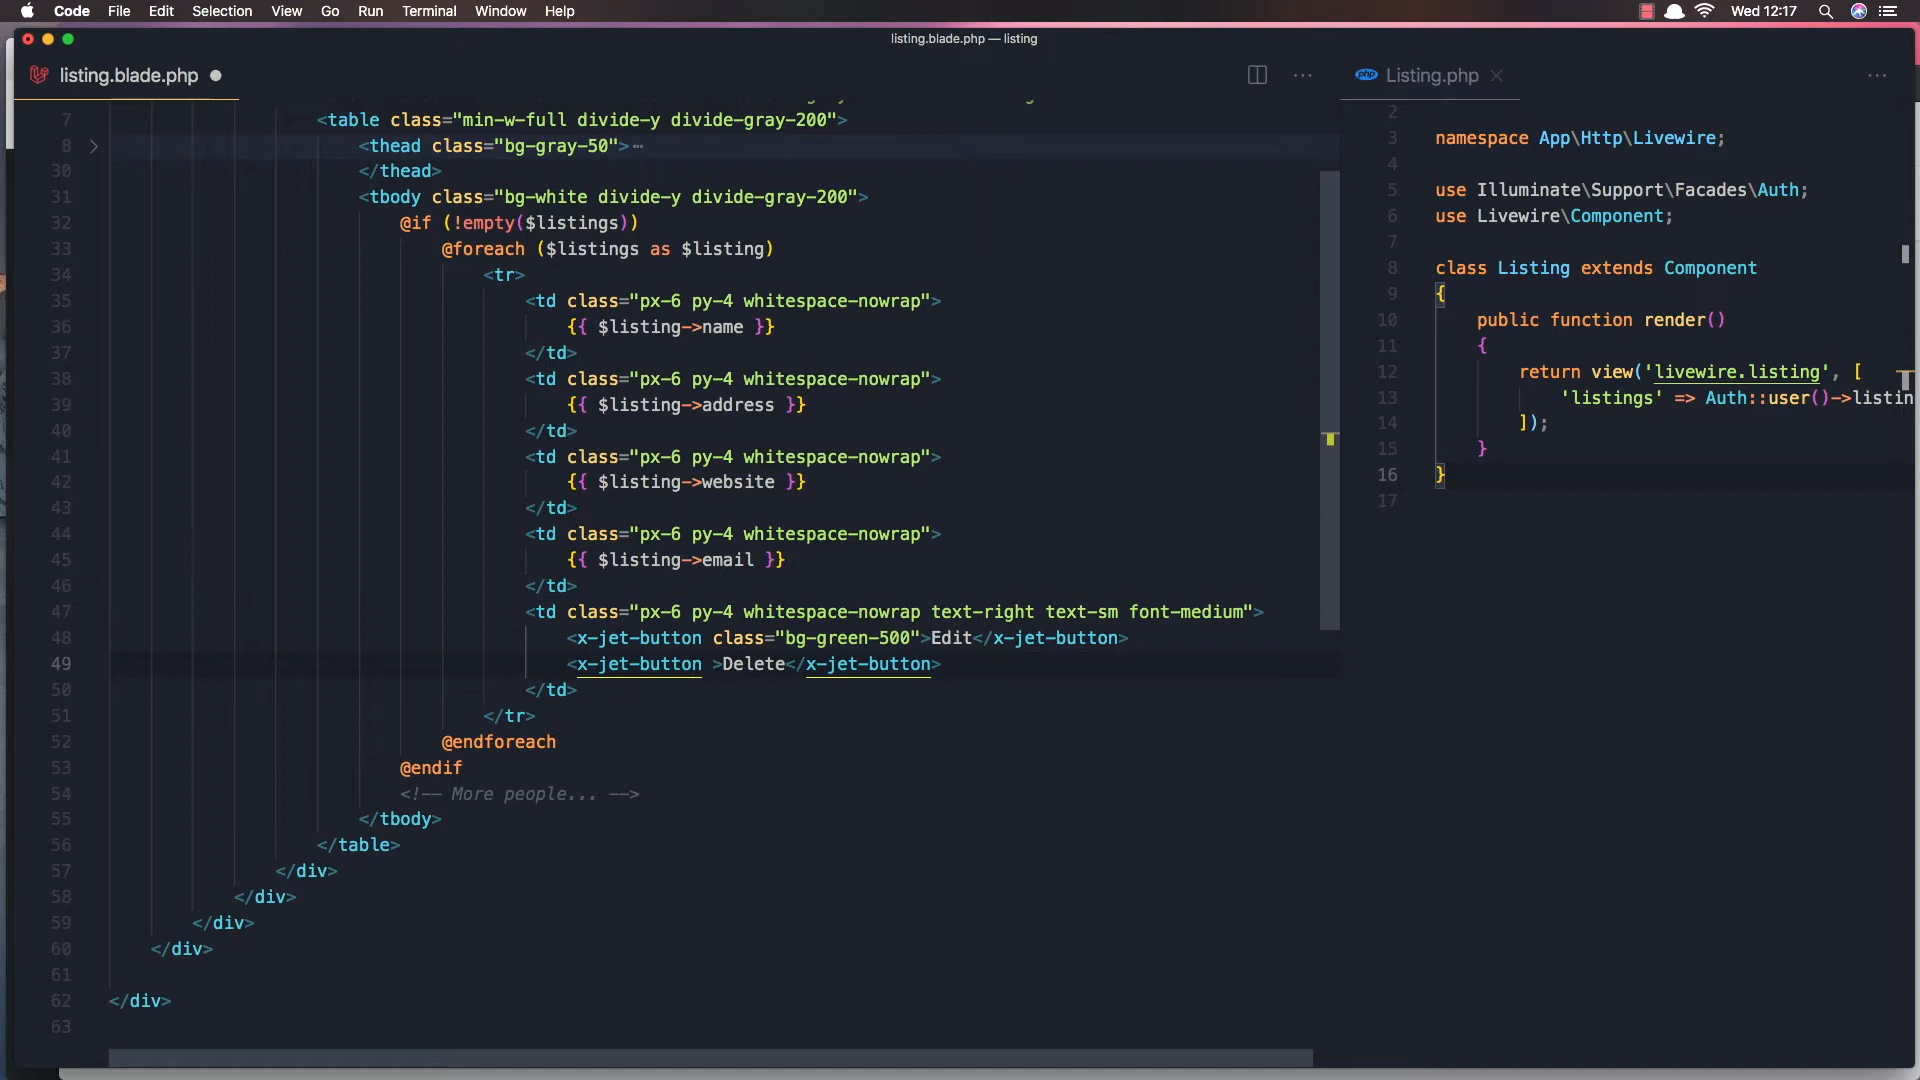 Code File Edit Selection View Go Run Terminal Window Help Wed 12:17
listing.blade.php — listing
listing.blade.php
7 <table class="min-w-full divide-y divide-gray-200">
8 <thead class="bg-gray-50">
30 </thead>
31 <tbody class="bg-white divide-y divide-gray-200">
32 @if (!empty($listings))
33 @foreach ($listings as $listing)
34 <tr>
35 <td class="px-6 py-4 whitespace-nowrap">
36 {{ $listing->name }}
37 </td>
38 <td class="px-6 py-4 whitespace-nowrap">
39 {{ $listing->address }}
40 </td>
41 <td class="px-6 py-4 whitespace-nowrap">
42 {{ $listing->website }}
43 </td>
44 <td class="px-6 py-4 whitespace-nowrap">
45 {{ $listing->email }}
46 </td>
47 <td class="px-6 py-4 whitespace-nowrap text-right text-sm font-medium">
48 <x-jet-button class="bg-green-500">Edit</x-jet-button>
49 <x-jet-button >Delete</x-jet-button>
50 </td>
51 </tr>
52 @endforeach
53 @endif
54 <!-- More people... -->
55 </tbody>
56 </table>
57 </div>
58 </div>
59 </div>
60 </div>
61
62 </div>
63
php Listing.php
2
3 namespace App\Http\Livewire;
4
5 use Illuminate\Support\Facades\Auth;
6 use Livewire\Component;
7
8 class Listing extends Component
9 {
10 public function render()
11 {
12 return view('livewire.listing', [
13 'listings' => Auth::user()->listin
14 ]);
15 }
16 }
17